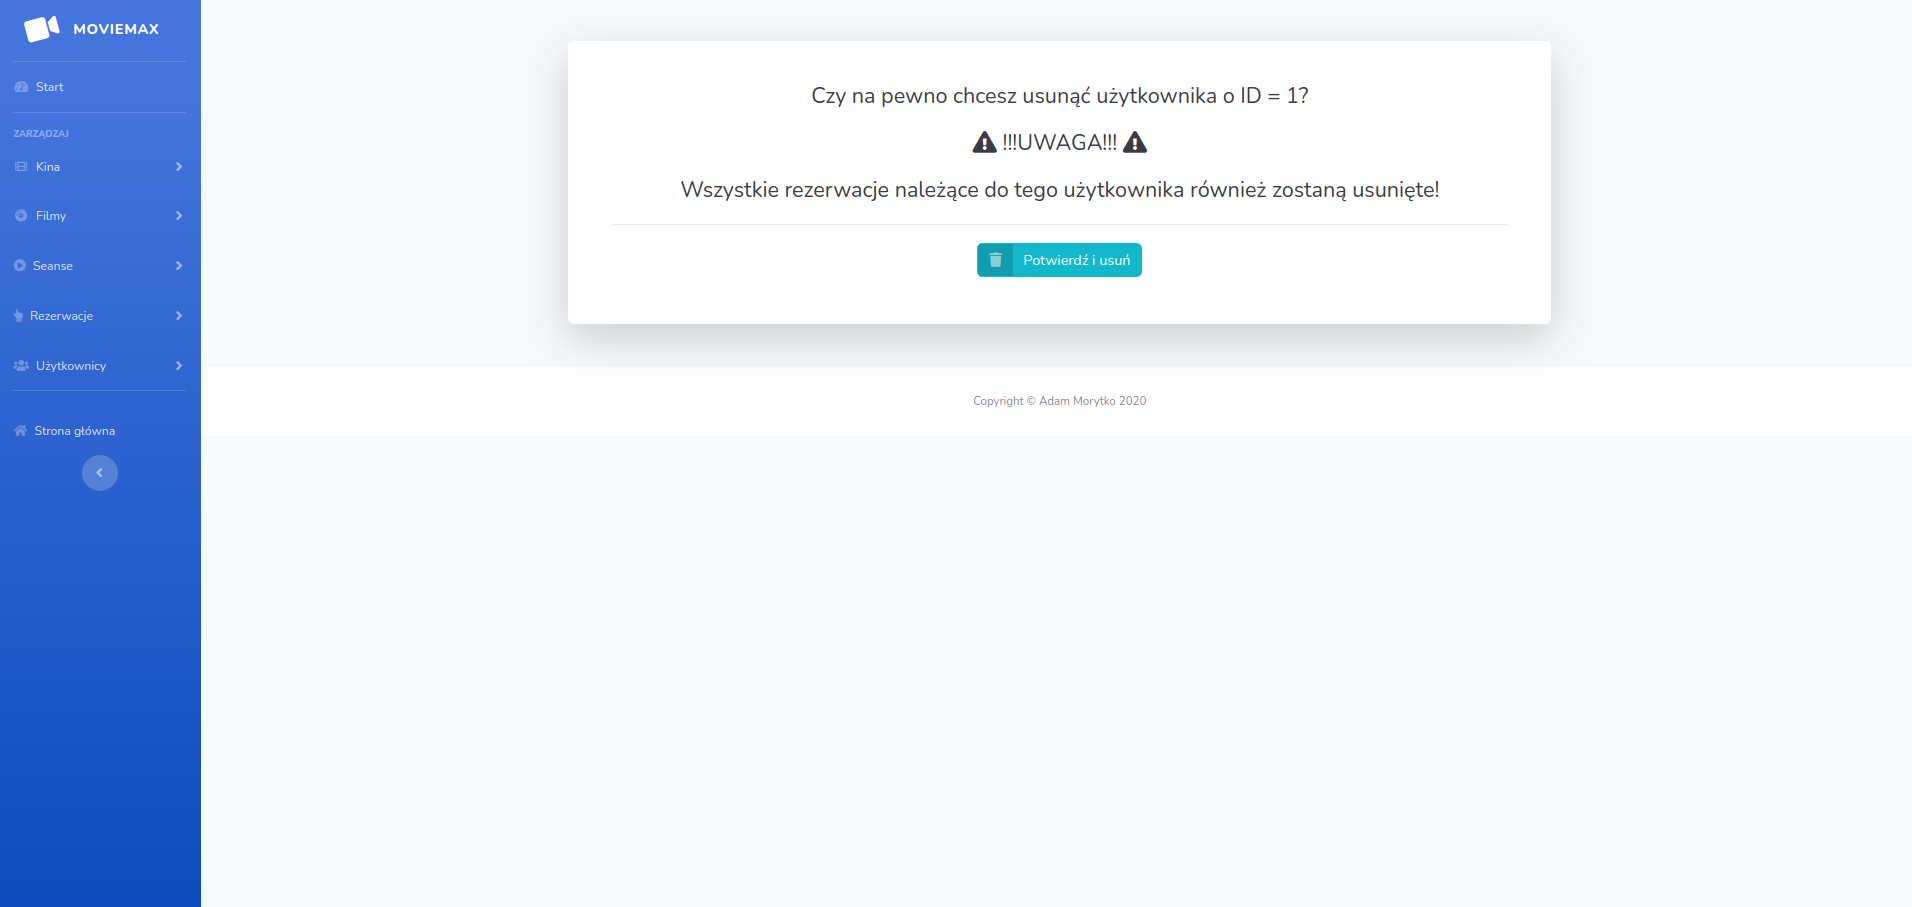 MOVIEMAX
Start
ZARZĄDZAJ
Kina
Filmy
Seanse
Rezerwacje
Użytkownicy
Strona główna
Czy na pewno chcesz usunąć użytkownika o ID = 1?
!!!UWAGA!!!
Wszystkie rezerwacje należące do tego użytkownika również zostaną usunięte!
Potwierdź i usuń
Copyright © Adam Morytko 2020